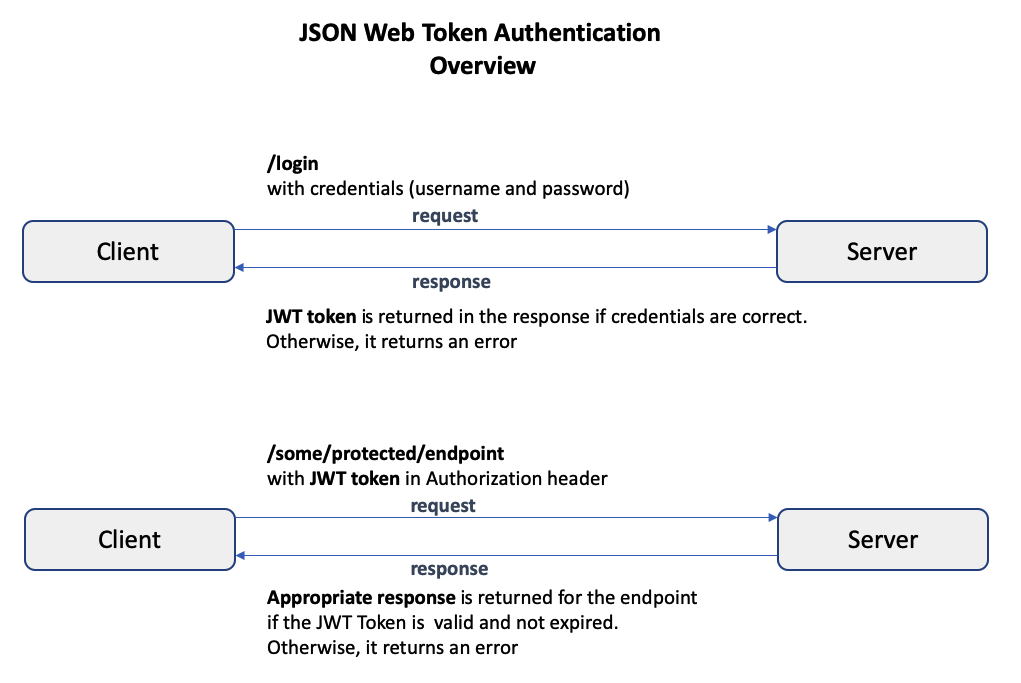 JSON Web Token Authentication
Overview
/login
with credentials (username and password)
request
Client
Server
response
JWT token is returned in the response if credentials are correct.
Otherwise, it returns an error
/some/protected/endpoint
with JWT token in Authorization header
request
Client
Server
response
Appropriate response is returned for the endpoint
if the JWT Token is  valid and not expired.
Otherwise, it returns an error